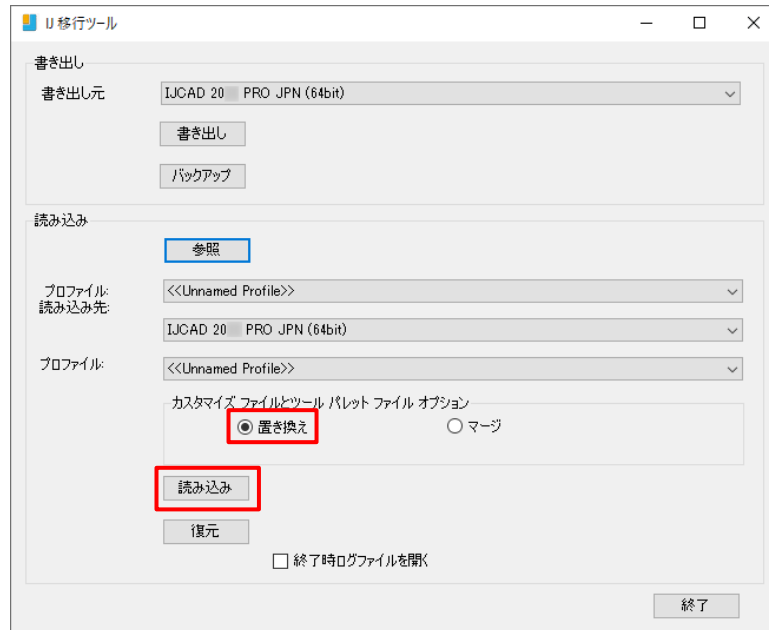 IJ 移行ツール
書き出し
書き出し元
IJCAD 20 PRO JPN (64bit)
書き出し
バックアップ
読み込み
参照
プロファイル:
<<Unnamed Profile>>
読み込み先:
IJCAD 20 PRO JPN (64bit)
プロファイル:
<<Unnamed Profile>>
カスタマイズ ファイルとツール パレット ファイル オプション
置き換え
マージ
読み込み
復元
終了時ログファイルを開く
終了